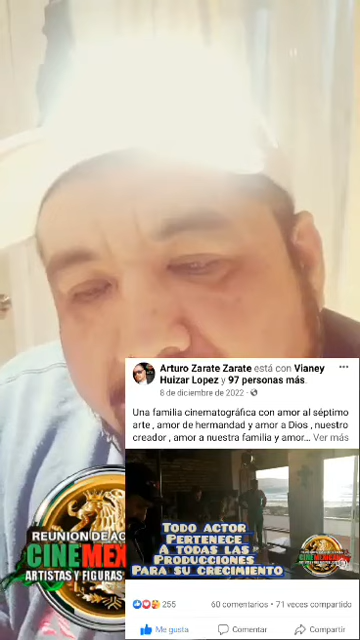 Arturo Zarate Zarate está con Vianey
Huizar Lopez y 97 personas más.
8 de diciembre de 2022 ·
Una familia cinematográfica con amor al séptimo
arte , amor de hermandad y amor a Dios , nuestro
creador , amor a nuestra familia y amor... Ver más
TODO ACTOR
PERTENECE
A TODAS LAS
PRODUCCIONES
PARA SU CRECIMIENTO
255
60 comentarios • 71 veces compartido
Me gusta
Comentar
Compartir
REUNION DE AC
CINEMEX
ARTISTAS Y FIGURAS